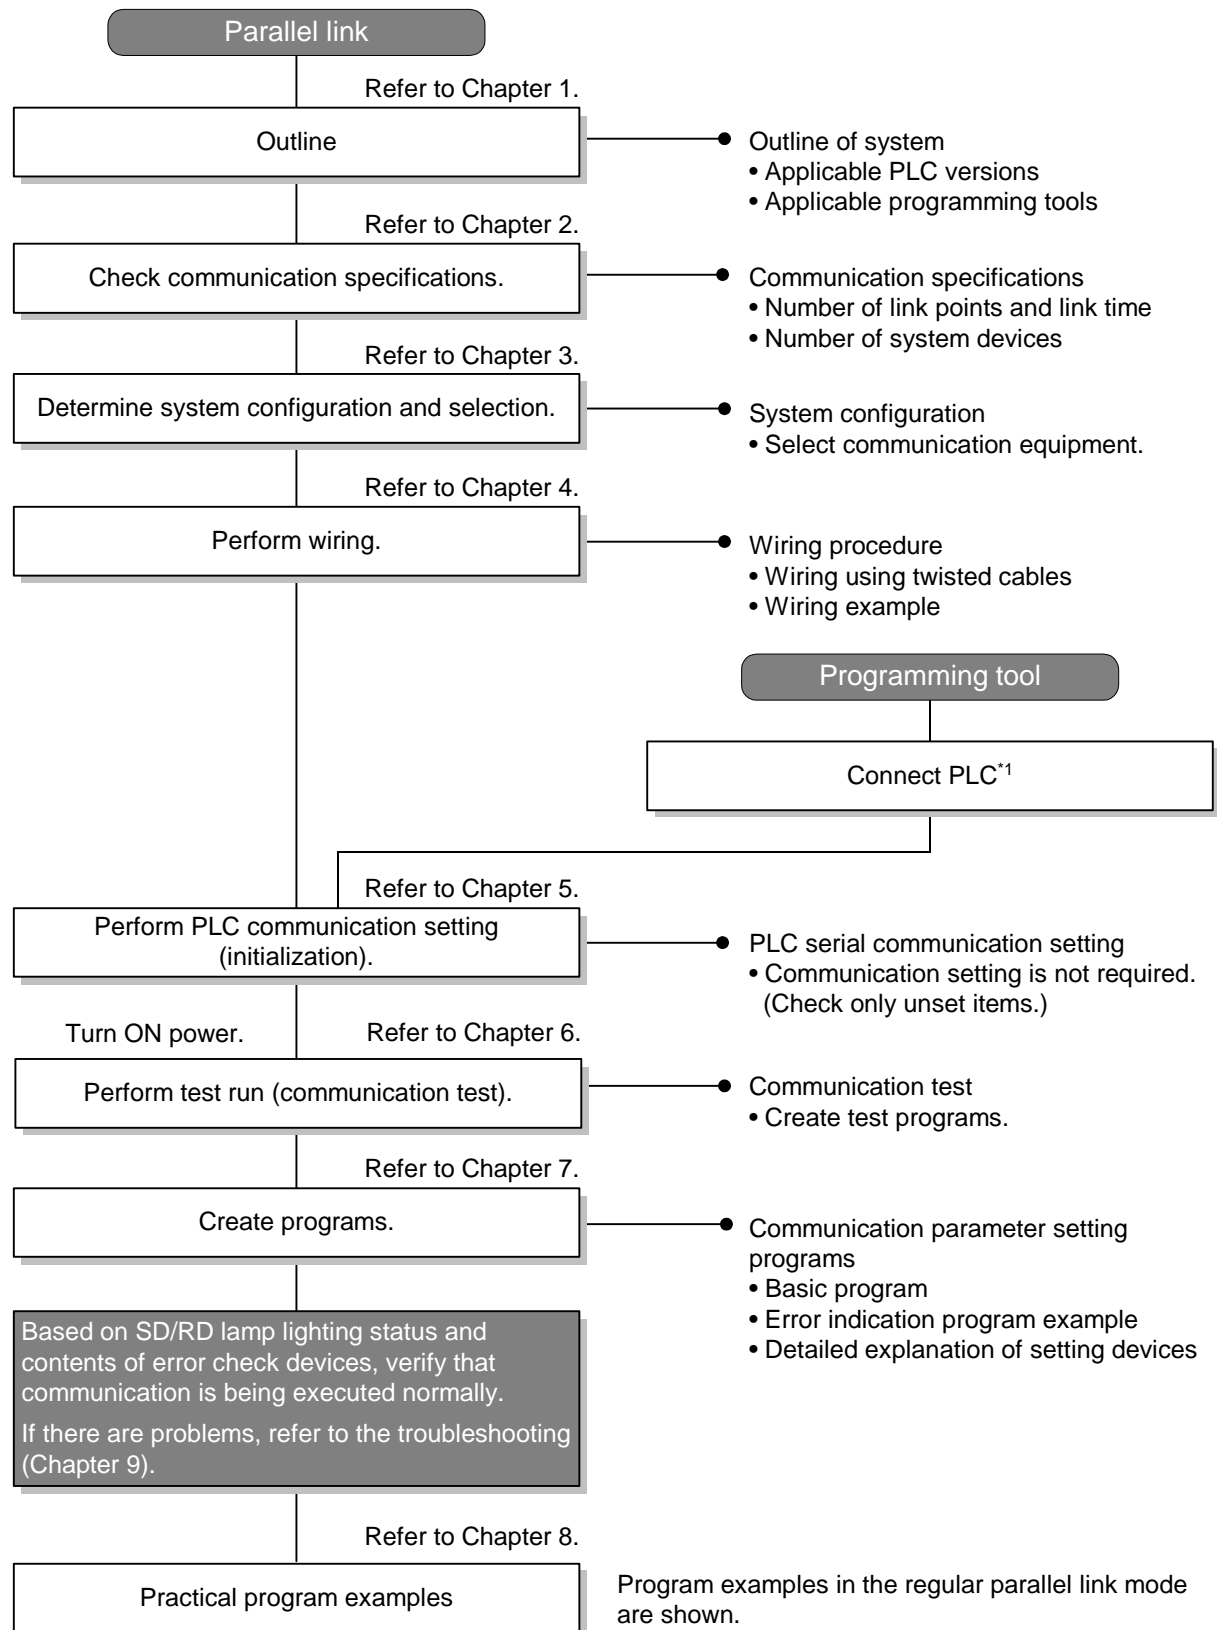 Parallel link
Refer to Chapter 1.
Outline
Outline of system
• Applicable PLC versions
• Applicable programming tools
Refer to Chapter 2.
Check communication specifications.
Communication specifications
• Number of link points and link time
• Number of system devices
Refer to Chapter 3.
Determine system configuration and selection.
System configuration
• Select communication equipment.
Refer to Chapter 4.
Perform wiring.
Wiring procedure
• Wiring using twisted cables
• Wiring example
Programming tool
Connect PLC*1
Refer to Chapter 5.
Perform PLC communication setting
(initialization).
PLC serial communication setting
• Communication setting is not required.
(Check only unset items.)
Turn ON power.
Refer to Chapter 6.
Perform test run (communication test).
Communication test
• Create test programs.
Refer to Chapter 7.
Create programs.
Communication parameter setting
programs
• Basic program
• Error indication program example
• Detailed explanation of setting devices
Based on SD/RD lamp lighting status and
contents of error check devices, verify that
communication is being executed normally.
If there are problems, refer to the troubleshooting
(Chapter 9).
Refer to Chapter 8.
Practical program examples
Program examples in the regular parallel link mode
are shown.